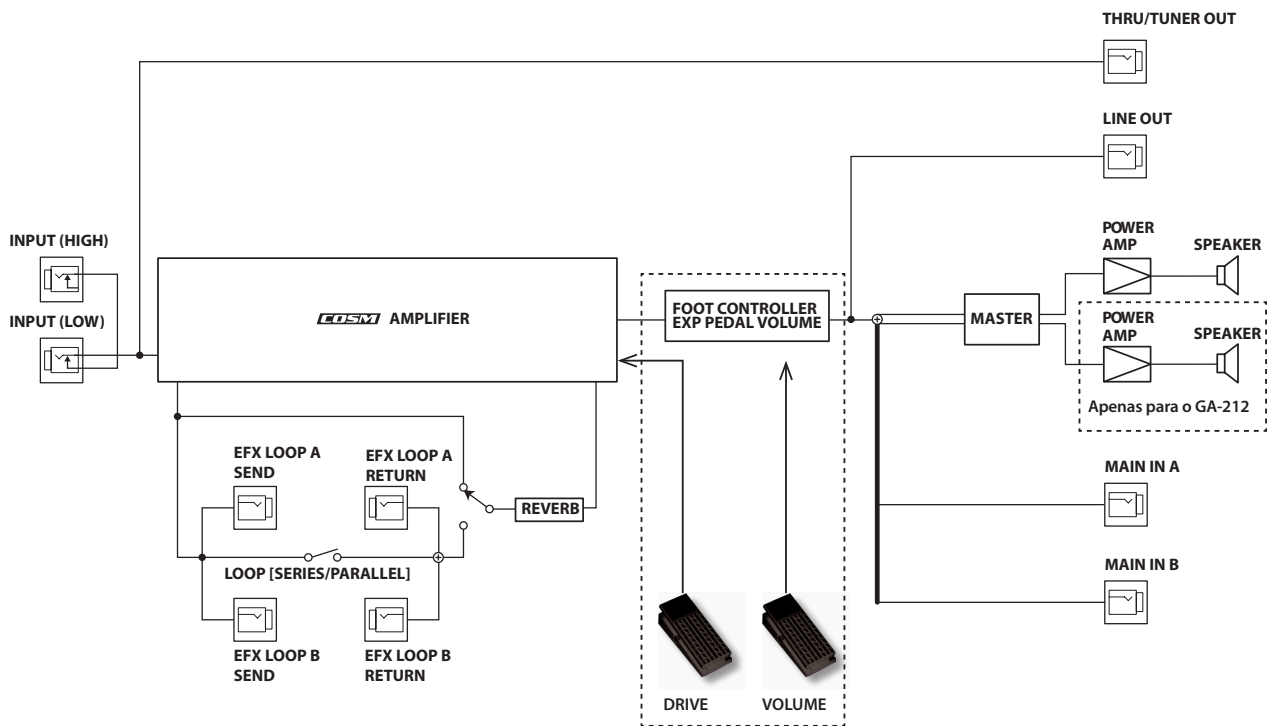 THRU/TUNER OUT
LINE OUT
INPUT (HIGH)
INPUT (LOW)
COSM AMPLIFIER
FOOT CONTROLLER
EXP PEDAL VOLUME
MASTER
POWER
AMP
SPEAKER
POWER
AMP
SPEAKER
Apenas para o GA-212
EFX LOOP A
SEND
EFX LOOP A
RETURN
REVERB
LOOP [SERIES/PARALLEL]
EFX LOOP B
SEND
EFX LOOP B
RETURN
MAIN IN A
MAIN IN B
DRIVE
VOLUME